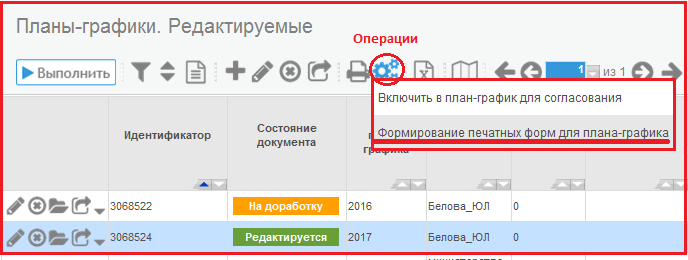 Планы-графики. Редактируемые
Операции
Выполнить
1 из 1
Включить в план-график для согласования
Формирование печатных форм для плана-графика
Идентификатор
Состояние документа
графика
3068522 На доработку 2016 Белова_ЮЛ 0
3068524 Редактируется 2017 Белова_ЮЛ 0